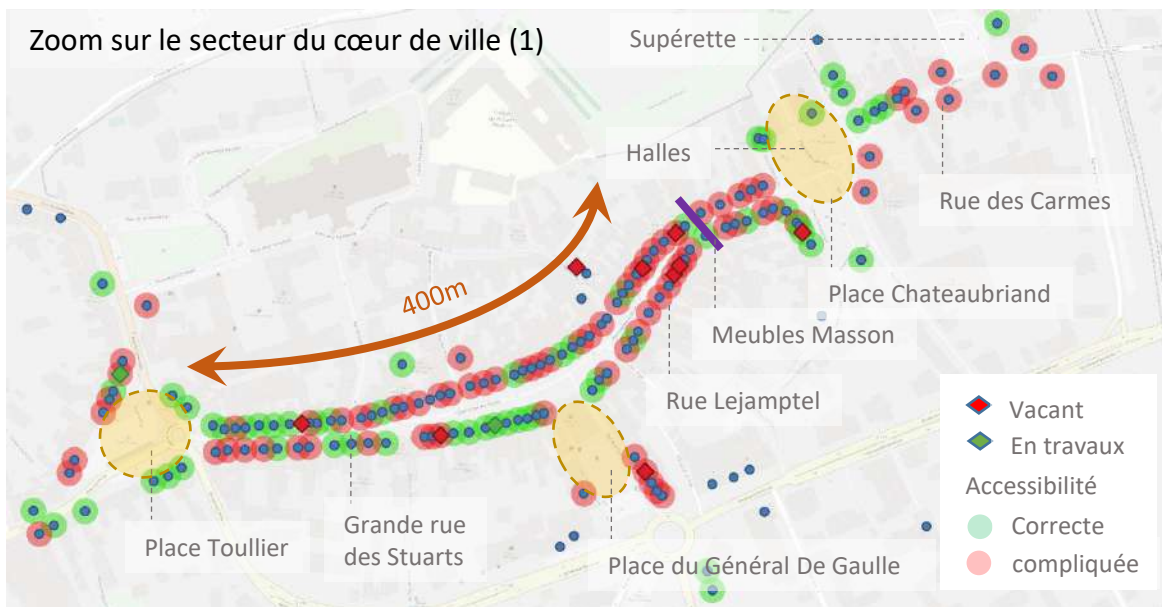 Zoom sur le secteur du cœur de ville (1)
Supérette
Halles
Rue des Carmes
400m
Place Chateaubriand
Meubles Masson
Rue Lejamptel
Vacant
En travaux
Accessibilité
Correcte
compliquée
Grande rue
des Stuarts
Place Toullier
Place du Général De Gaulle